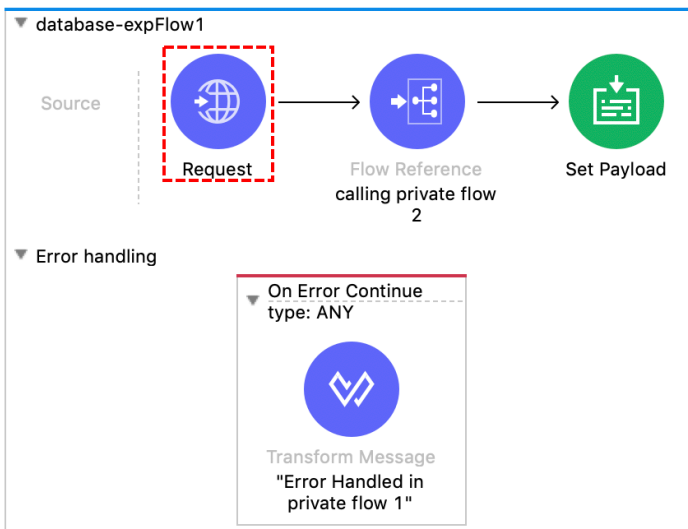 database-expFlow1
Source
Request
Flow Reference
calling private flow
2
Set Payload
Error handling
On Error Continue
type: ANY
Transform Message
"Error Handled in
private flow 1"